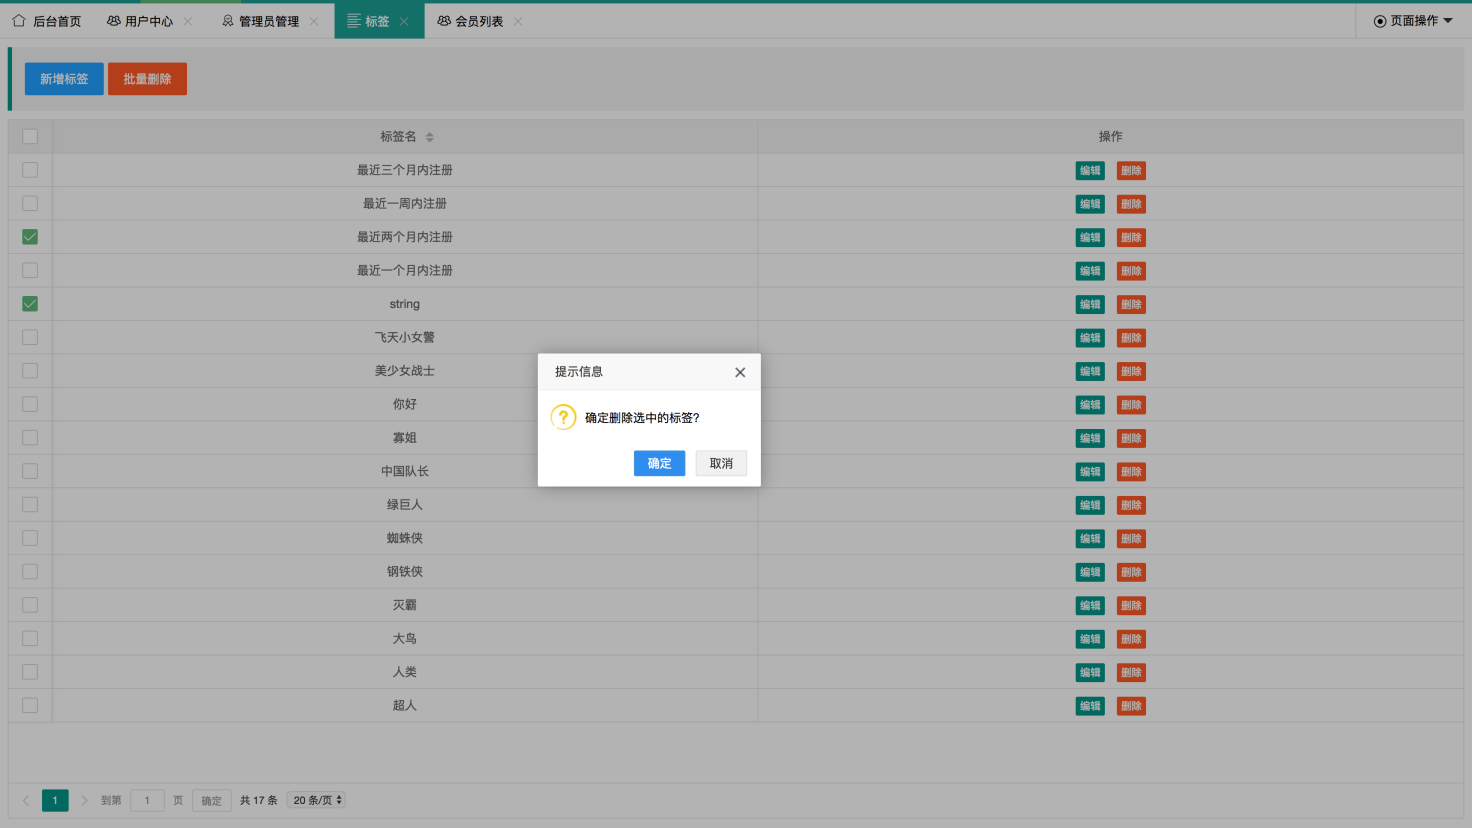 后台首页 用户中心 管理员管理 标签 会员列表 页面操作
新增标签 批量删除
标签名 操作
最近三个月内注册 编辑 删除
最近一周内注册 编辑 删除
最近两个月内注册 编辑 删除
最近一个月内注册 编辑 删除
string 编辑 删除
飞天小女警 编辑 删除
美少女战士 编辑 删除
你好 编辑 删除
寡姐 编辑 删除
中国队长 编辑 删除
绿巨人 编辑 删除
蜘蛛侠 编辑 删除
钢铁侠 编辑 删除
灭霸 编辑 删除
大鸟 编辑 删除
人类 编辑 删除
超人 编辑 删除
提示信息
?
确定删除选中的标签?
确定 取消
1 到第 1 页 确定 共 17 条 20 条/页